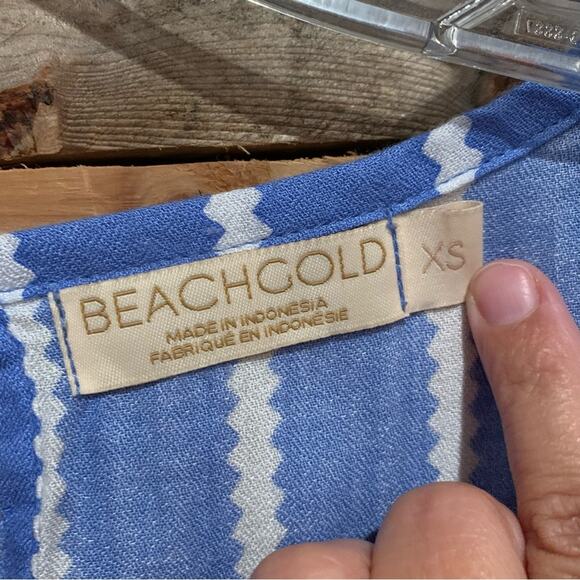 BEACHGOLD
XS
MADE IN INDONESIA
FABRIQUÉ EN INDONÉSIE